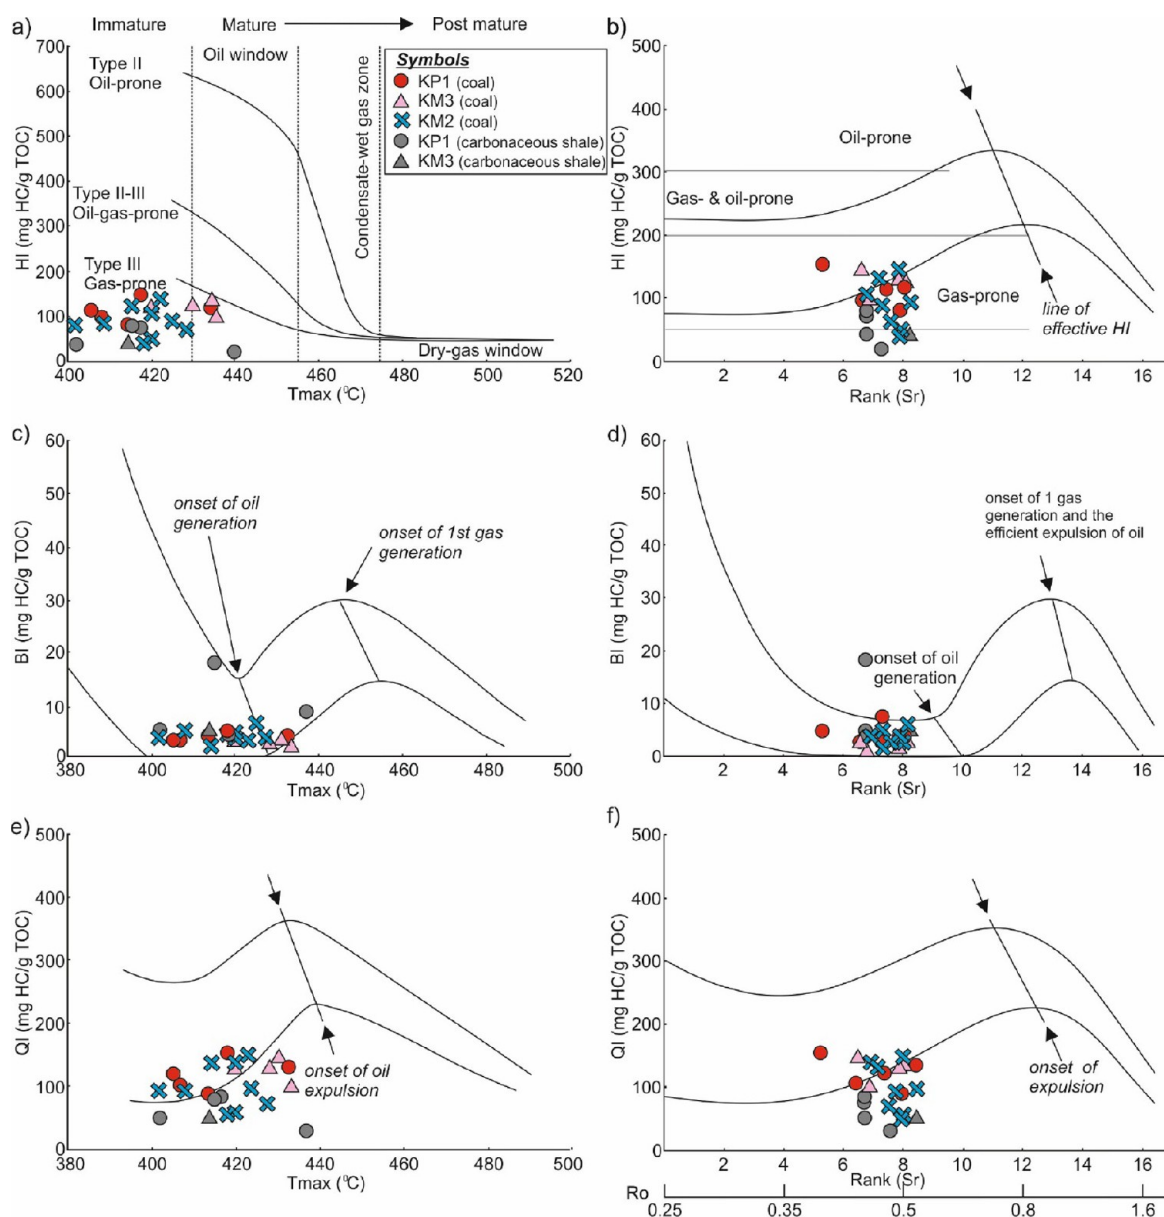 a)
Immature
Mature
Post mature
HI (mg HC/g TOC)
700
600
500
400
300
200
100
0
Type II
Oil-prone
Oil window
Condensate-wet gas zone
Type II-III
Oil-gas-prone
Type III
Gas-prone
Dry-gas window
Symbols
KP1 (coal)
KM3 (coal)
KM2 (coal)
KP1 (carbonaceous shale)
KM3 (carbonaceous shale)
400 420 440 460 480 500 520
Tmax (⁰C)
b)
HI (mg HC/g TOC)
500
400
300
200
100
0
Oil-prone
Gas- & oil-prone
Gas-prone
line of
effective HI
0 2 4 6 8 10 12 14 16
Rank (Sr)
c)
BI (mg HC/g TOC)
60
50
40
30
20
10
0
onset of oil
generation
onset of 1st gas
generation
380 400 420 440 460 480 500
Tmax (⁰C)
d)
BI (mg HC/g TOC)
60
50
40
30
20
10
0
onset of 1 gas
generation and the
efficient expulsion of oil
onset of oil
generation
2 4 6 8 10 12 14 16
Rank (Sr)
e)
QI (mg HC/g TOC)
500
400
300
200
100
0
onset of oil
expulsion
380 400 420 440 460 480 500
Tmax (⁰C)
f)
QI (mg HC/g TOC)
500
400
300
200
100
0
onset of
expulsion
2 4 6 8 10 12 14 16
Rank (Sr)
Ro
0.25 0.35 0.5 0.8 1.6